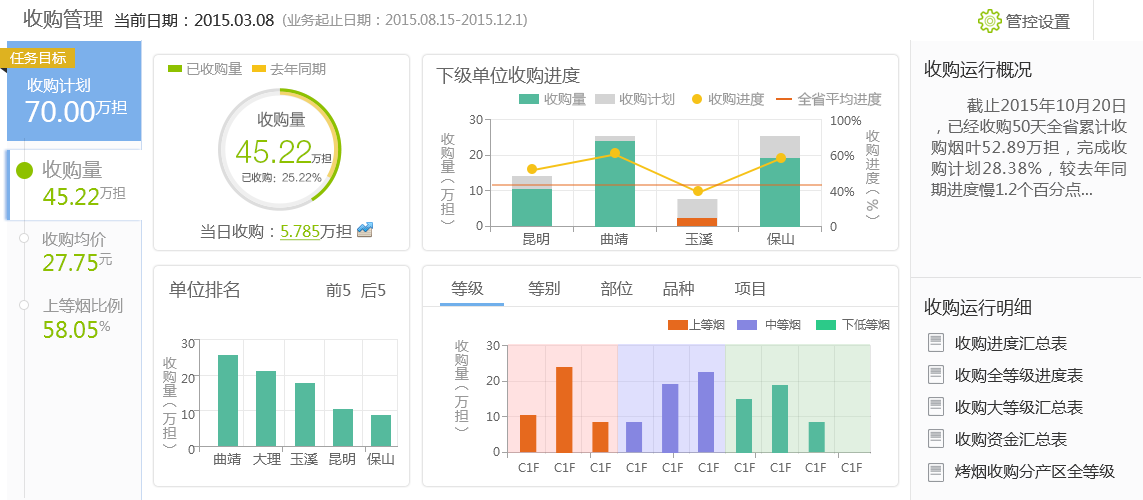 收购管理 当前日期：2015.03.08 (业务起止日期：2015.08.15-2015.12.1)
管控设置
任务目标
收购计划
70.00万担
收购量
45.22万担
收购均价
27.75元
上等烟比例
58.05%
已收购量 去年同期
收购量
45.22万担
已收购：25.22%
当日收购：5.785万担
下级单位收购进度
收购量 收购计划 收购进度 全省平均进度
收购量（万担）
30
20
10
0
100%
60%
40%
0
收购进度（%）
昆明 曲靖 玉溪 保山
单位排名 前5 后5
收购量（万担）
30
20
10
0
曲靖 大理 玉溪 昆明 保山
等级 等别 部位 品种 项目
上等烟 中等烟 下低等烟
收购量（万担）
30
20
10
0
C1F C1F C1F C1F C1F C1F C1F C1F C1F C1F
收购运行概况
截止2015年10月20日
，已经收购50天全省累计收
购烟叶52.89万担，完成收
购计划28.38%，较去年同
期进度慢1.2个百分点...
收购运行明细
收购进度汇总表
收购全等级进度表
收购大等级汇总表
收购资金汇总表
烤烟收购分产区全等级